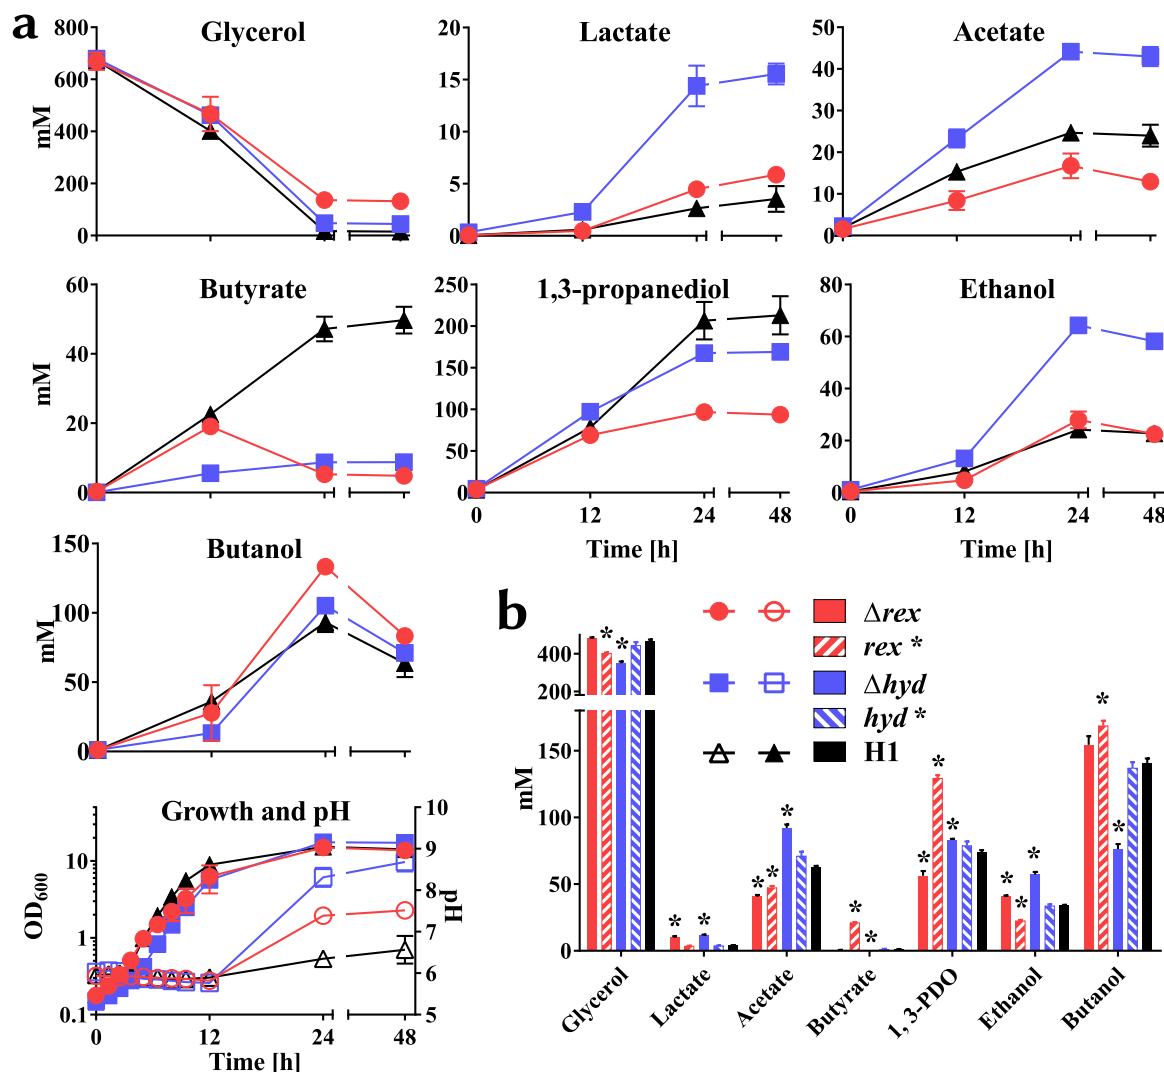 a
Glycerol
Lactate
Acetate
800
600
400
200
0
mM
20
15
10
5
0
50
40
30
20
10
0
Butyrate
1,3-propanediol
Ethanol
60
40
20
0
mM
250
200
150
100
50
0
80
60
40
20
0
0 12 24 48
Time [h]
0 12 24 48
Time [h]
Butanol
150
100
50
0
mM
Growth and pH
10
1
0.1
OD600
10
9
8
7
6
5
pH
0 12 24 48
Time [h]
b
Δrex
rex *
Δhyd
hyd *
H1
400
200
150
100
50
0
mM
* *
* *
* * *
* *
* * *
* * *
* *
Glycerol
Lactate
Acetate
Butyrate
1, 3-PDO
Ethanol
Butanol